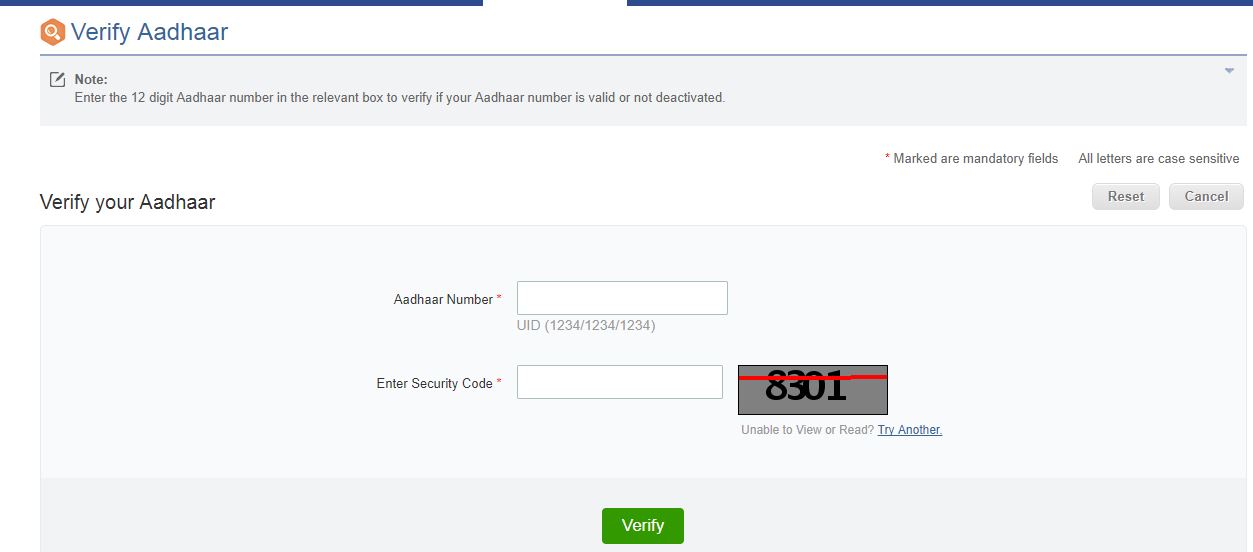 Verify Aadhaar
Note:
Enter the 12 digit Aadhaar number in the relevant box to verify if your Aadhaar number is valid or not deactivated.
* Marked are mandatory fields All letters are case sensitive
Verify your Aadhaar
Reset Cancel
Aadhaar Number *
UID (1234/1234/1234)
Enter Security Code * 8301
Unable to View or Read? Try Another.
Verify